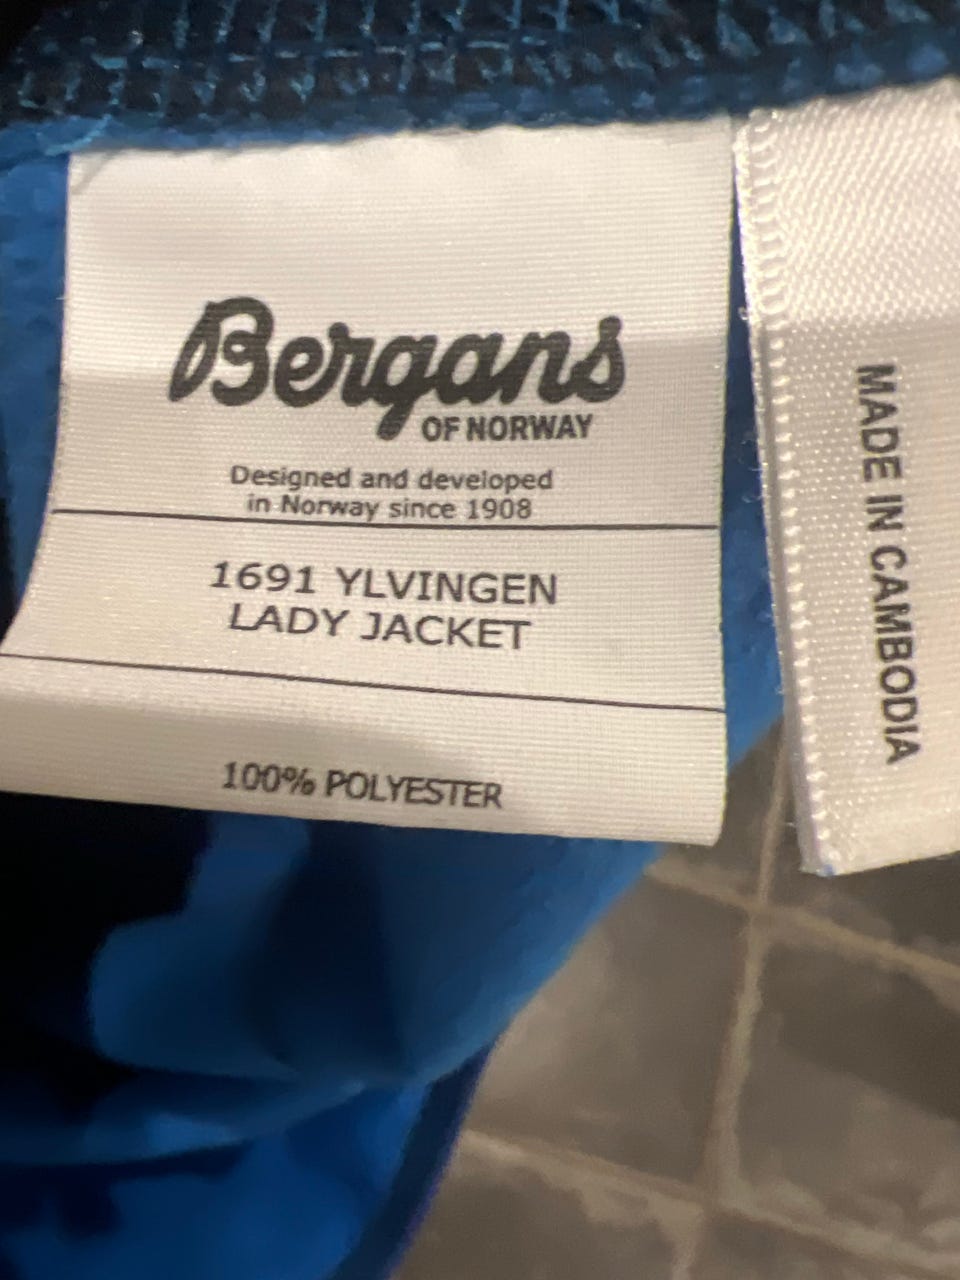 Bergans
OF NORWAY
Designed and developed
in Norway since 1908
1691 YLVINGEN
LADY JACKET
100% POLYESTER
MADE IN CAMBODIA